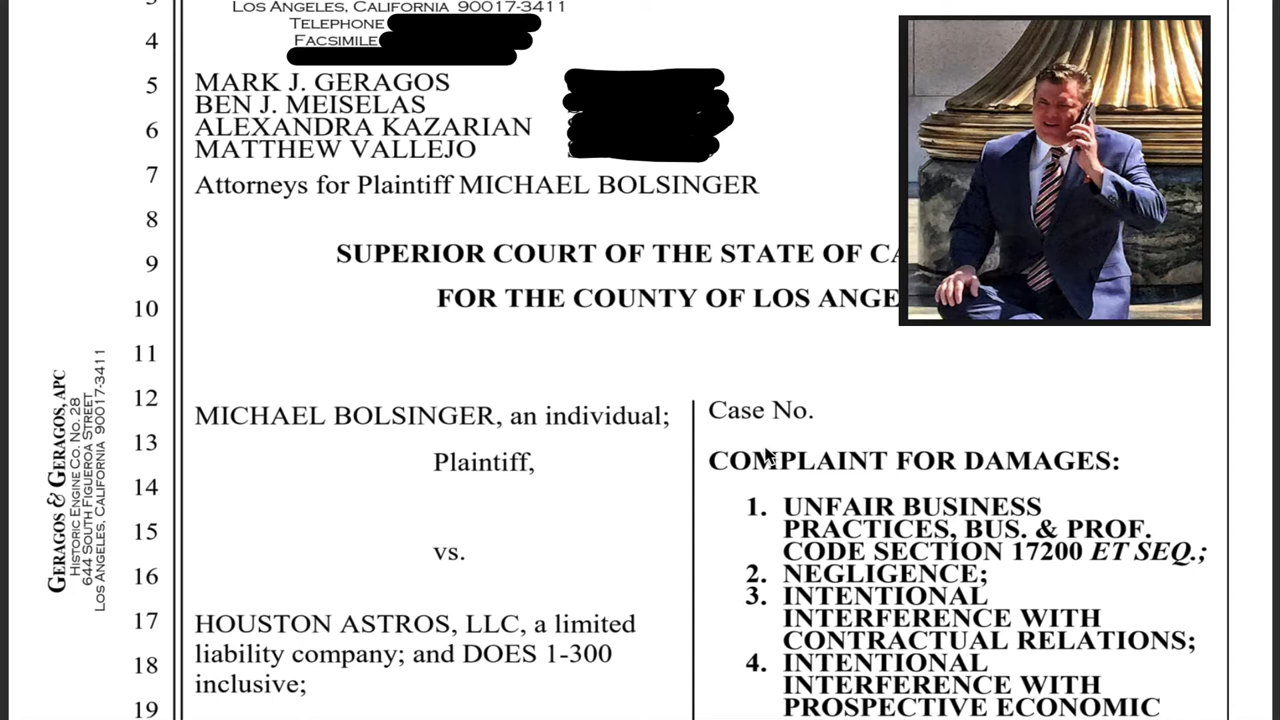 LOS ANGELES, CALIFORNIA 90017-3411
TELEPHONE
FACSIMILE
MARK J. GERAGOS
BEN J. MEISELAS
ALEXANDRA KAZARIAN
MATTHEW VALLEJO
Attorneys for Plaintiff MICHAEL BOLSINGER
SUPERIOR COURT OF THE STATE OF CA
FOR THE COUNTY OF LOS ANGE
MICHAEL BOLSINGER, an individual;
Plaintiff,
vs.
HOUSTON ASTROS, LLC, a limited
liability company; and DOES 1-300
inclusive;
Case No.
COMPLAINT FOR DAMAGES:
1. UNFAIR BUSINESS
PRACTICES, BUS. & PROF.
CODE SECTION 17200 ET SEQ.;
2. NEGLIGENCE;
3. INTENTIONAL
INTERFERENCE WITH
CONTRACTUAL RELATIONS;
4. INTENTIONAL
INTERFERENCE WITH
PROSPECTIVE ECONOMIC
4
5
6
7
8
9
10
11
12
13
14
15
16
17
18
19
GERAGOS & GERAGOS, APC
HISTORIC ENGINE CO. NO. 28
644 SOUTH FIGUEROA STREET
LOS ANGELES, CALIFORNIA 90017-3411